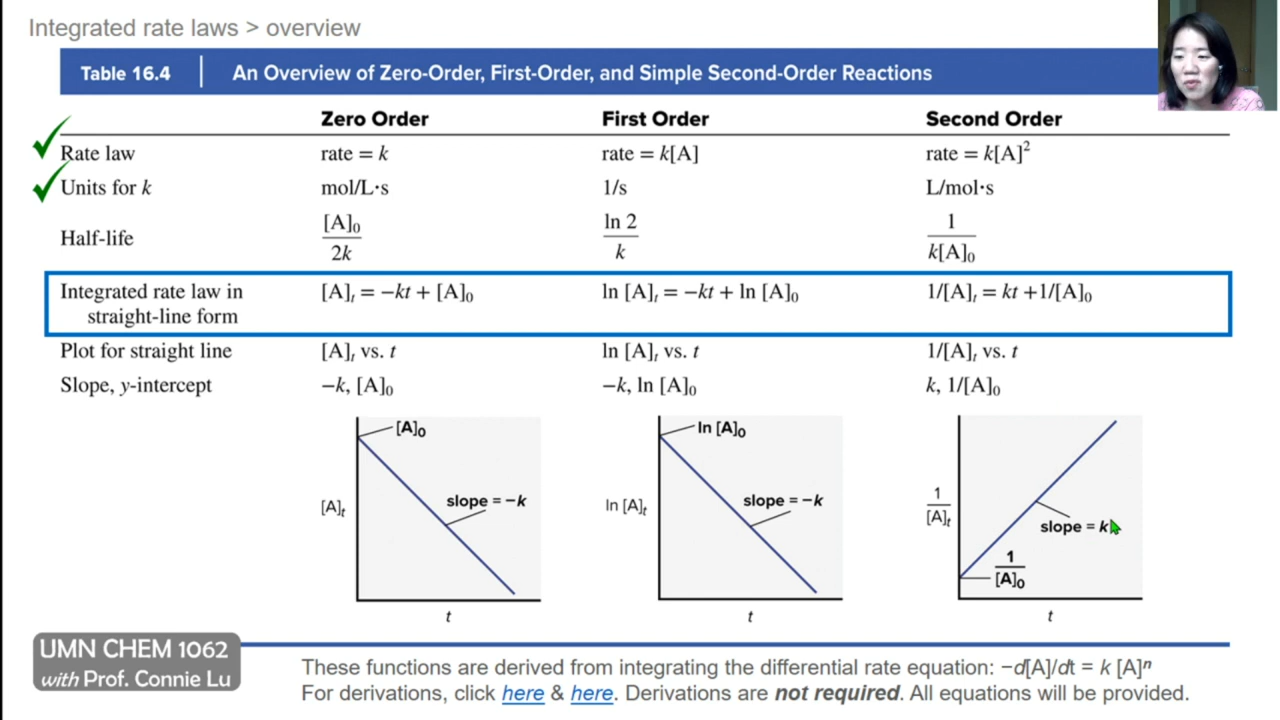 Integrated rate laws > overview
Table 16.4 | An Overview of Zero-Order, First-Order, and Simple Second-Order Reactions
Zero Order First Order Second Order
Rate law rate = k rate = k[A] rate = k[A]²
Units for k mol/L·s 1/s L/mol·s
Half-life [A]₀/2k ln 2/k 1/k[A]₀
Integrated rate law in [A]ₜ = −kt + [A]₀ ln [A]ₜ = −kt + ln [A]₀ 1/[A]ₜ = kt +1/[A]₀
straight-line form
Plot for straight line [A]ₜ vs. t ln [A]ₜ vs. t 1/[A]ₜ vs. t
Slope, y-intercept −k, [A]₀ −k, ln [A]₀ k, 1/[A]₀
[A]₀
slope = −k
[A]ₜ
t
ln [A]₀
slope = −k
ln [A]ₜ
t
1/[A]ₜ
slope = k
1/[A]₀
t
UMN CHEM 1062
with Prof. Connie Lu
These functions are derived from integrating the differential rate equation: −d[A]/dt = k [A]ⁿ
For derivations, click here & here. Derivations are not required. All equations will be provided.